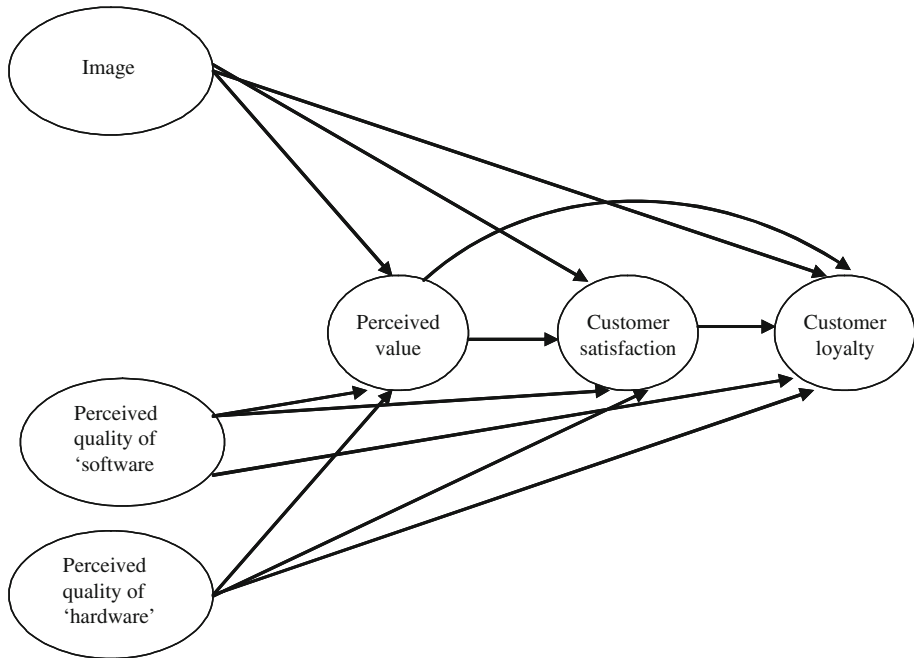 Image
Perceived
value
Customer
satisfaction
Customer
loyalty
Perceived
quality of
‘software
Perceived
quality of
‘hardware’